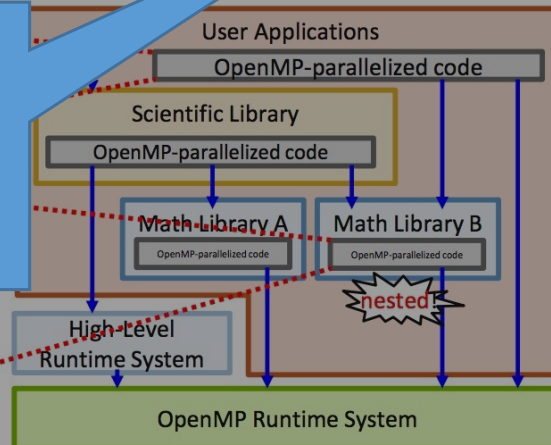 User Applications
OpenMP-parallelized code
Scientific Library
OpenMP-parallelized code
Math Library A
OpenMP-parallelized code
Math Library B
OpenMP-parallelized code
nested!
High-Level
Runtime System
OpenMP Runtime System